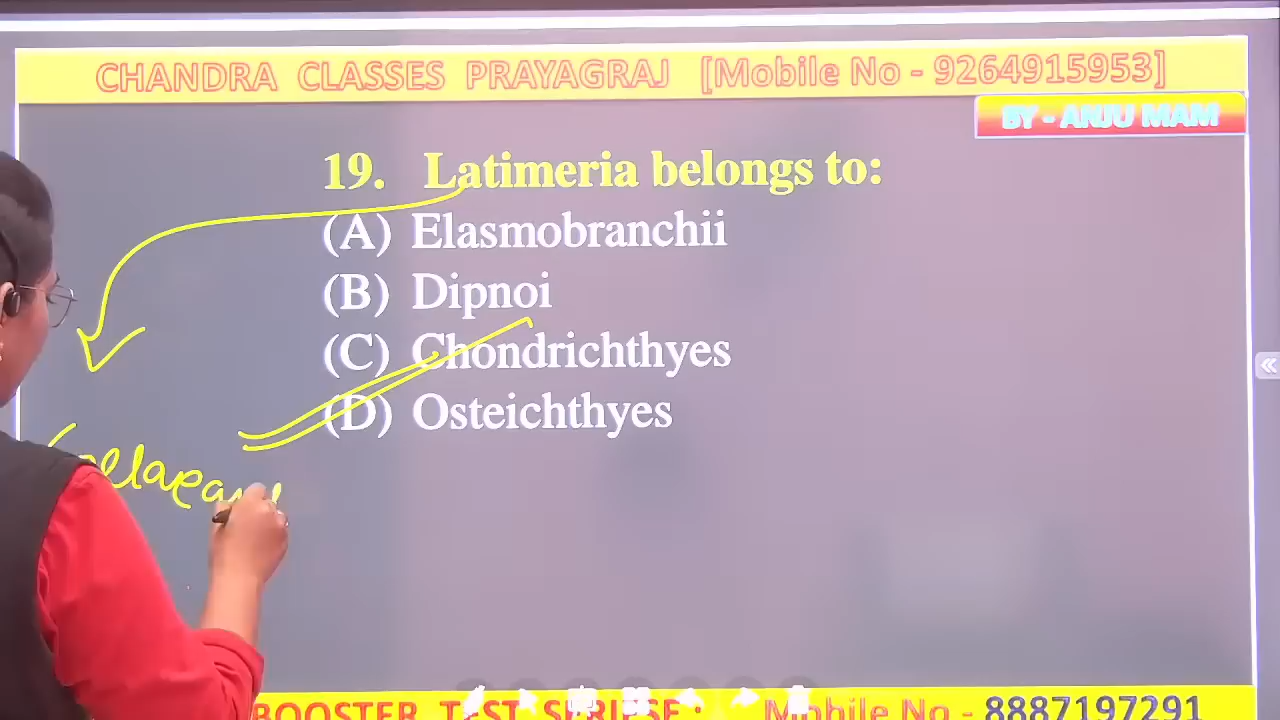 CHANDRA CLASSES PRAYAGRAJ [Mobile No - 9264915953]
BY - ANJU MAM
19. Latimeria belongs to:
(A) Elasmobranchii
(B) Dipnoi
(C) Chondrichthyes
(D) Osteichthyes
BOOSTER TEST
Mobile No - 8887197291